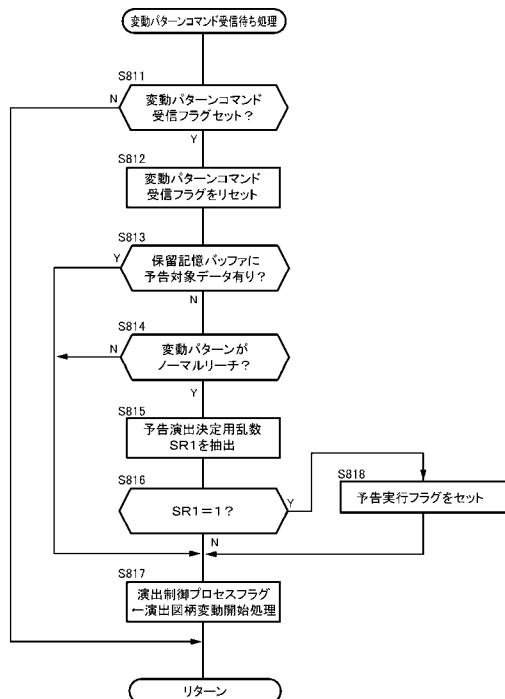 変動パターンコマンド受信待ち処理
S811
N
変動パターンコマンド
受信フラグセット?
Y
S812
変動パターンコマンド
受信フラグをリセット
S813
Y
保留記憶バッファに
予告対象データ有り?
N
S814
N
変動パターンが
ノーマルリーチ?
Y
S815
予告演出決定用乱数
SR1を抽出
S816
SR1=1?
Y
S818
予告実行フラグをセット
N
S817
演出制御プロセスフラグ
←演出図柄変動開始処理
リターン